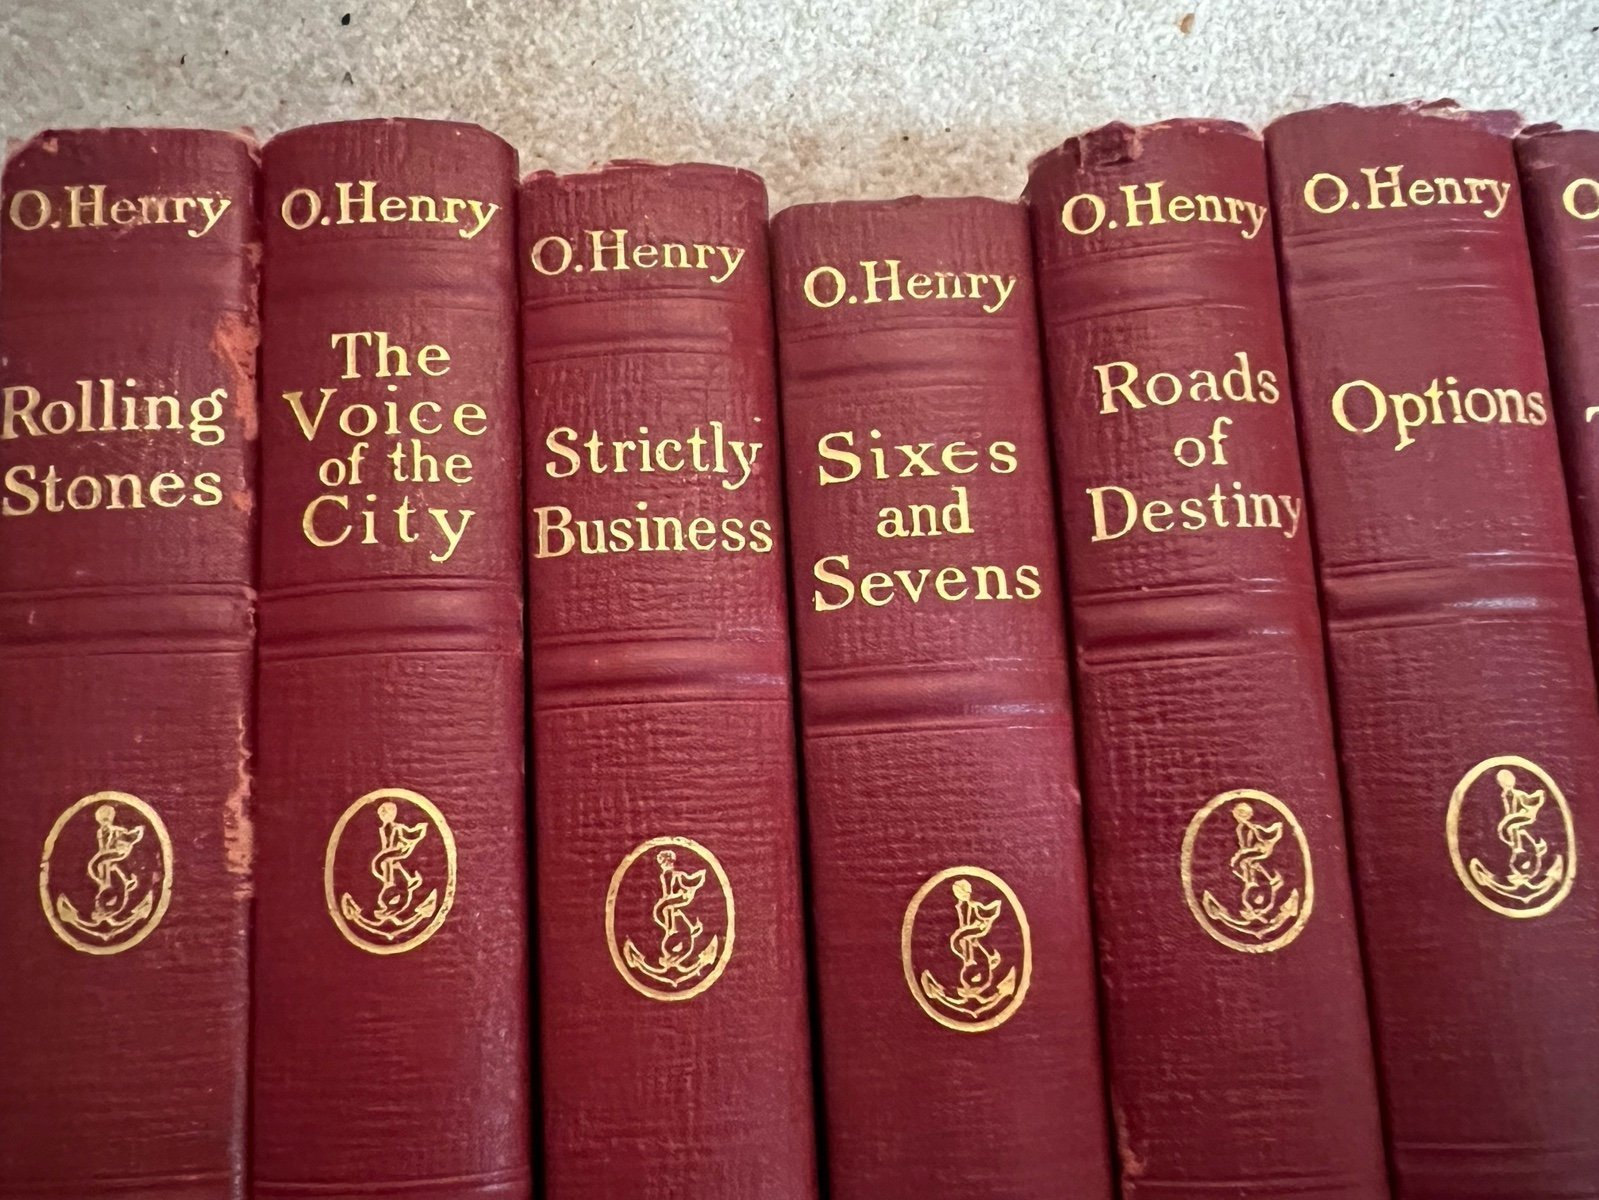 O.Henry
Rolling
Stones
O.Henry
The
Voice
of the
City
O.Henry
Strictly
Business
O.Henry
Sixes
and
Sevens
O.Henry
Roads
of
Destiny
O.Henry
Options